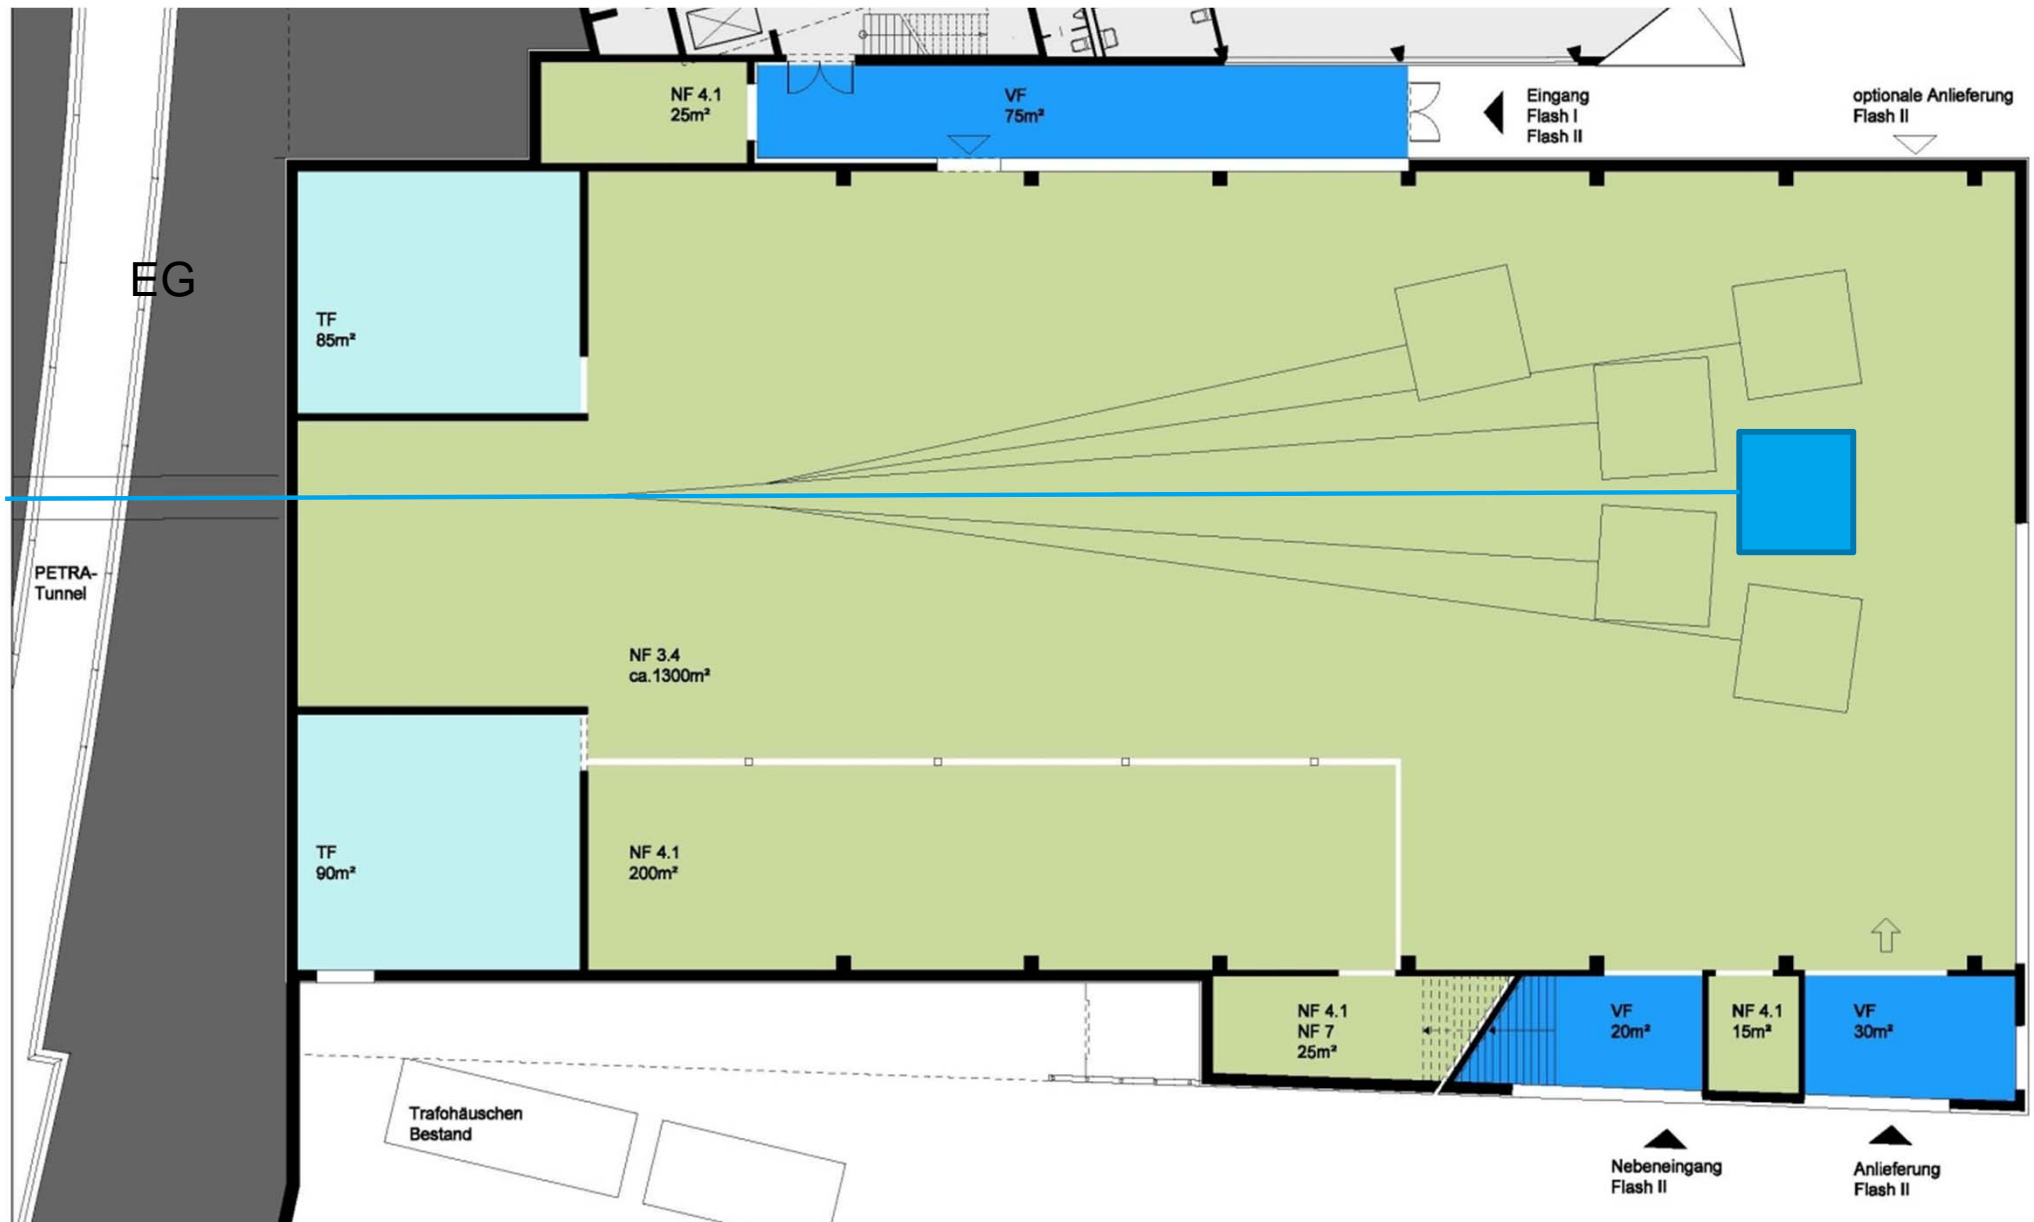 NF 4.1
25m²
VF
75m²
Eingang
Flash I
Flash II
optionale Anlieferung
Flash II
EG
TF
85m²
PETRA-
Tunnel
NF 3.4
ca.1300m²
TF
90m²
NF 4.1
200m²
NF 4.1
NF 7
25m²
VF
20m²
NF 4.1
15m²
VF
30m²
Trafohäuschen
Bestand
Nebeneingang
Flash II
Anlieferung
Flash II